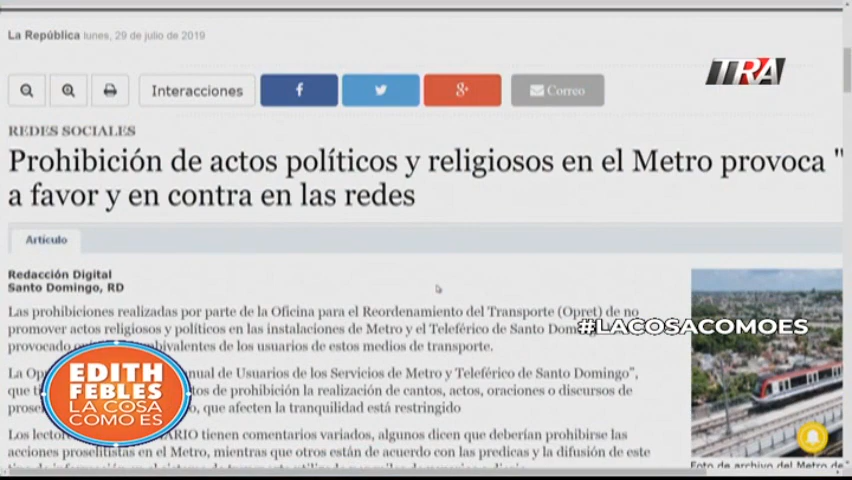 La República lunes, 29 de julio de 2019
TRA
Interacciones
f
g+
Correo
REDES SOCIALES
Prohibición de actos políticos y religiosos en el Metro provoca "
a favor y en contra en las redes
Artículo
Redacción Digital
Santo Domingo, RD
Las prohibiciones realizadas por parte de la Oficina para el Reordenamiento del Transporte (Opret) de no
promover actos religiosos y políticos en las instalaciones de Metro y el Teleférico de Santo
#LACOSACOMOES
provocado
de los usuarios de estos medios de transporte.
La
de Usuarios de los Servicios de Metro y Teleférico de Santo Domingo",
que
de prohibición la realización de cantos, actos, oraciones o discursos de
que afecten la tranquilidad está restringido
EDITH
FEBLES
LA COSA
COMO ES
Los
tienen comentarios variados, algunos dicen que deberían prohibirse las
acciones proselitistas en el Metro, mientras que otros están de acuerdo con las predicas y la difusión de este
Foto de archivo del Metro de